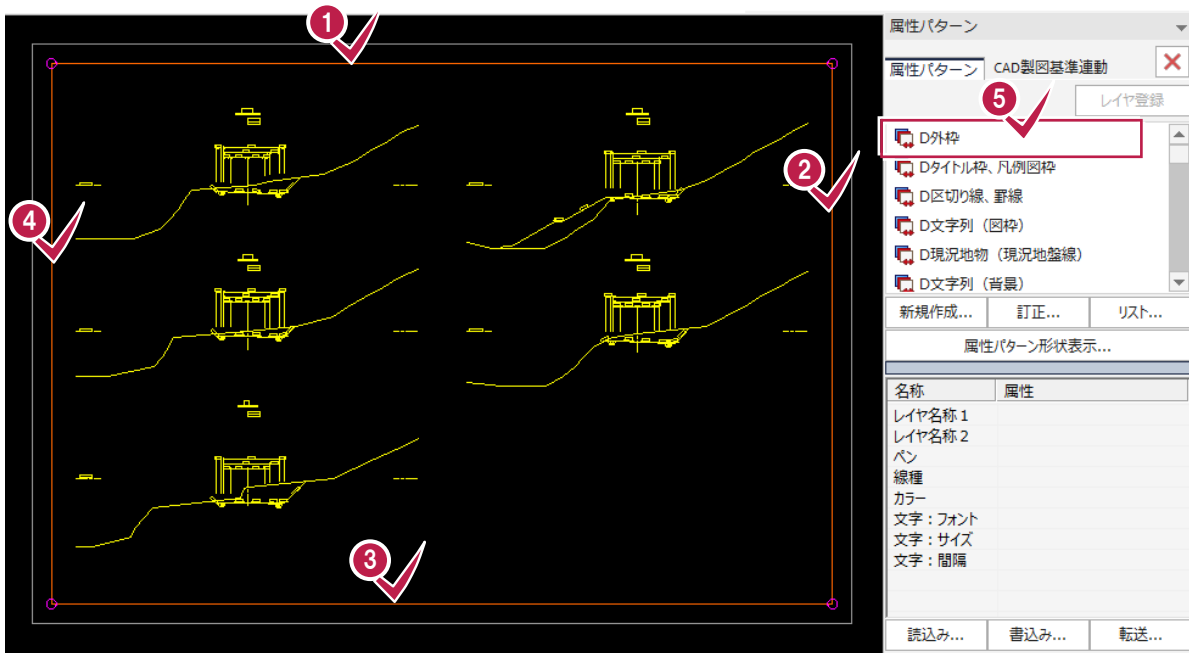 1
2
3
4
属性パターン
属性パターン CAD製図基準連動
5
レイヤ登録
D外枠
Dタイトル枠、凡例図枠
D区切り線、罫線
D文字列（図枠）
D現況地物（現況地盤線）
D文字列（背景）
新規作成... 訂正... リスト...
属性パターン形状表示...
名称 属性
レイヤ名称１
レイヤ名称２
ペン
線種
カラー
文字：フォント
文字：サイズ
文字：間隔
読込み... 書込み... 転送...